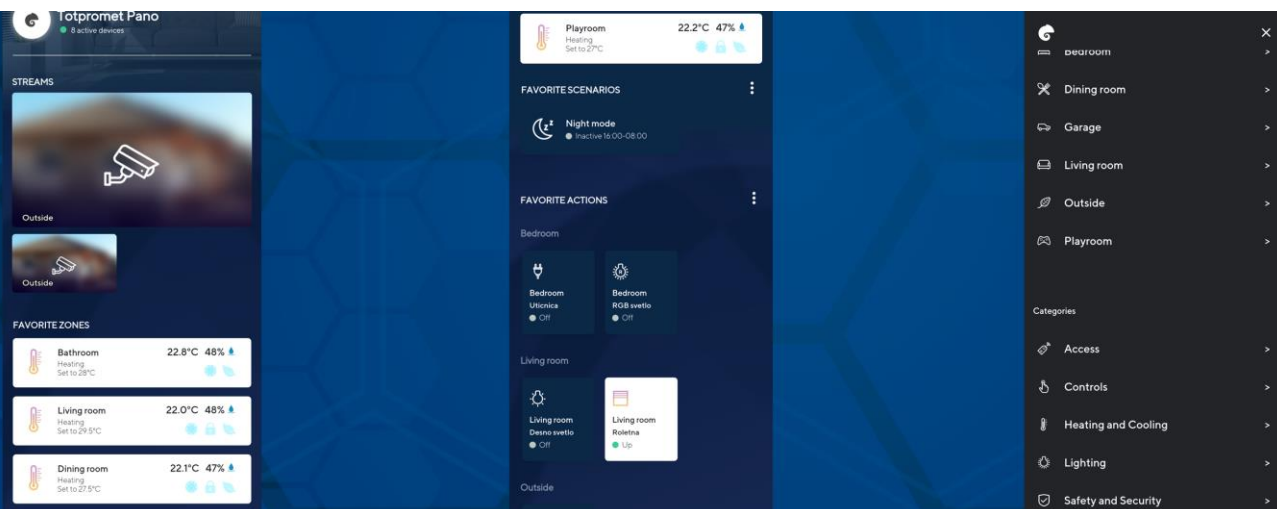 Totpromet Pano
8 active devices
STREAMS
Outside
Outside
FAVORITE ZONES
Bathroom 22.8°C 48%
Heating
Set to 28°C
Living room 22.0°C 48%
Heating
Set to 29.5°C
Dining room 22.1°C 47%
Heating
Set to 27.5°C
Playroom 22.2°C 47%
Heating
Set to 27°C
FAVORITE SCENARIOS
Night mode
Inactive 16:00-08:00
FAVORITE ACTIONS
Bedroom
Bedroom
Uticnica
Off
Bedroom
RGB svetlo
Off
Living room
Living room
Desno svetlo
Off
Living room
Roletna
Up
Outside
Bedroom
Dining room
Garage
Living room
Outside
Playroom
Categories
Access
Controls
Heating and Cooling
Lighting
Safety and Security